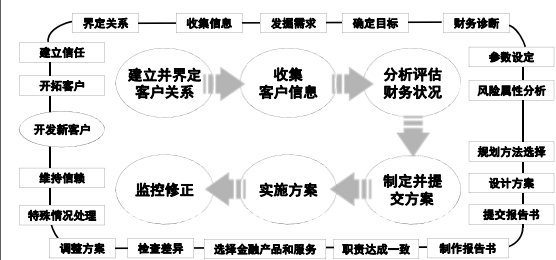 界定关系
收集信息
发掘需求
确定目标
财务诊断
建立信任
开拓客户
开发新客户
维持信赖
特殊情况处理
建立并界定
客户关系
收集
客户信息
分析评估
财务状况
参数设定
风险属性分析
规划方法选择
设计方案
提交报告书
监控修正
实施方案
制定并提
交方案
调整方案
检查差异
选择金融产品和服务
职责达成一致
制作报告书